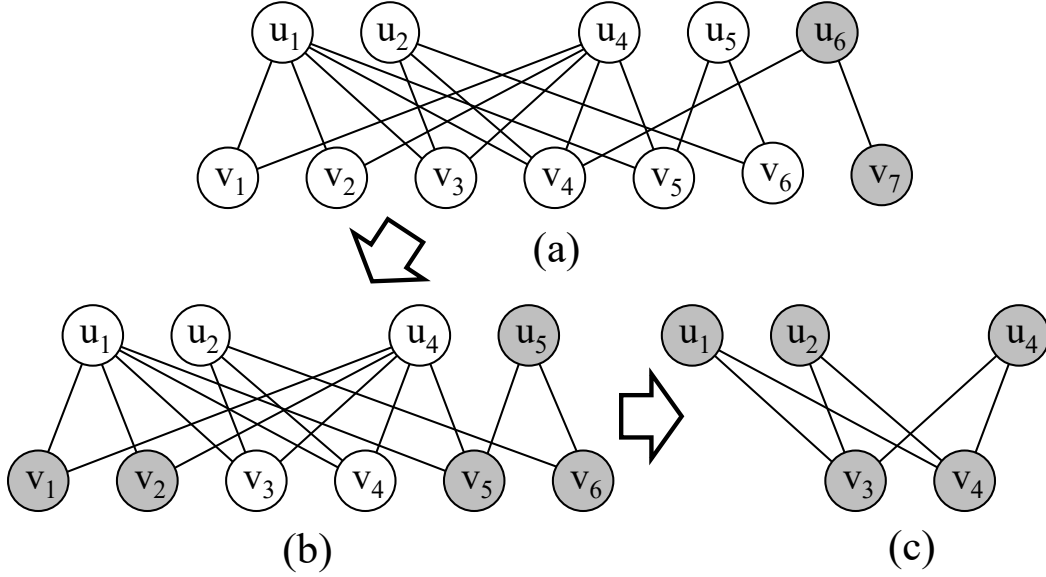 u1 u2 u4 u5 u6
v1 v2 v3 v4 v5 v6 v7
(a)
u1 u2 u4 u5 u1 u2 u4
v1 v2 v3 v4 v5 v6 v3 v4
(b) (c)